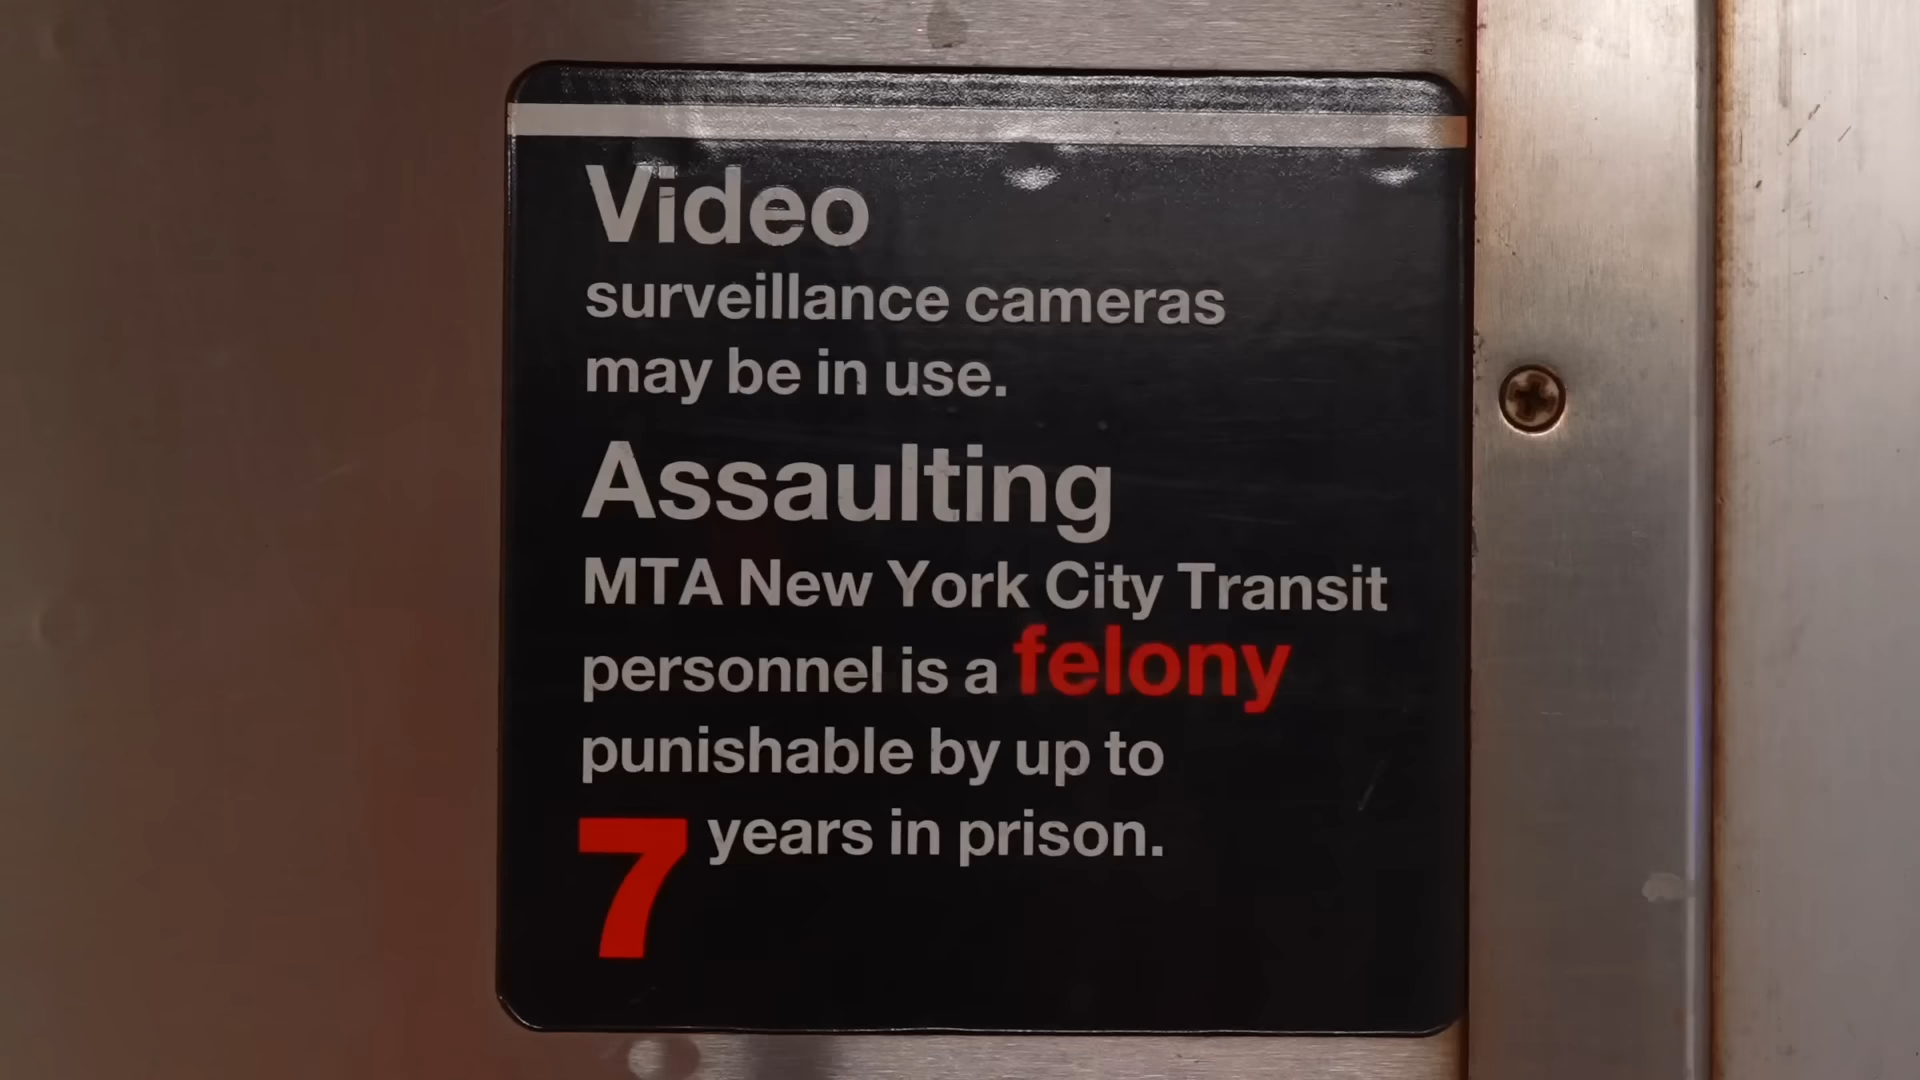 Video
surveillance cameras
may be in use.
Assaulting
MTA New York City Transit
personnel is a felony
punishable by up to
7 years in prison.